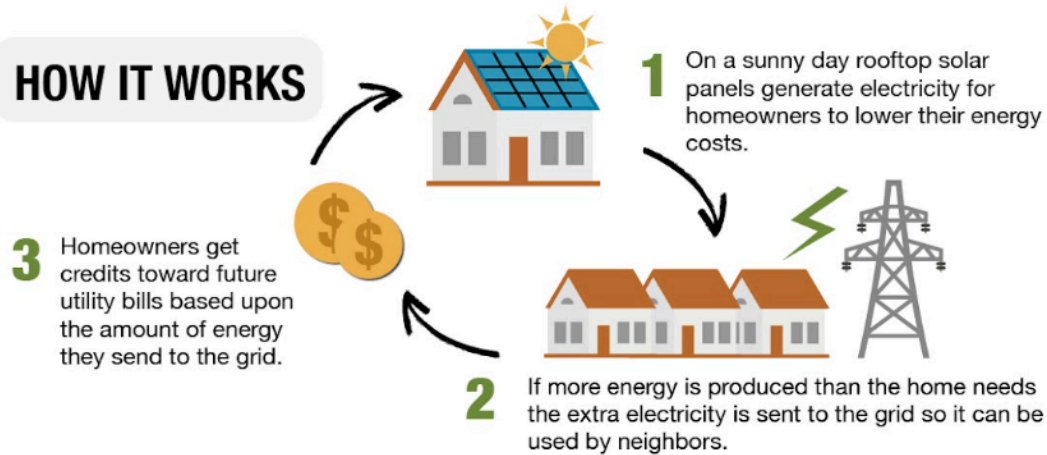 HOW IT WORKS
1
On a sunny day rooftop solar
panels generate electricity for
homeowners to lower their energy
costs.
2
If more energy is produced than the home needs
the extra electricity is sent to the grid so it can be
used by neighbors.
3
Homeowners get
credits toward future
utility bills based upon
the amount of energy
they send to the grid.
$
$